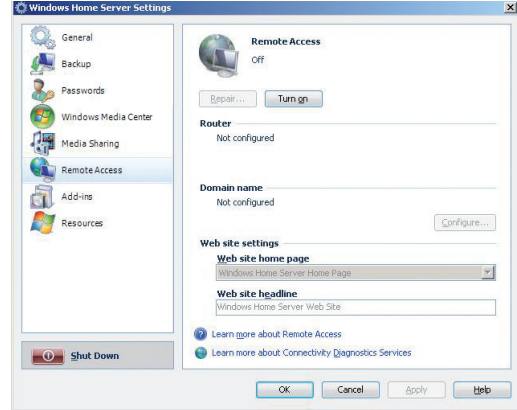 Windows Home Server Settings
General
Backup
Passwords
Windows Media Center
Media Sharing
Remote Access
Add-ins
Resources
Shut Down
Remote Access
Off
Repair...
Turn on
Router
Not configured
Domain name
Not configured
Configure...
Web site settings
Web site home page
Windows Home Server Home Page
Web site headline
Windows Home Server Web Site
Learn more about Remote Access
Learn more about Connectivity Diagnostics Services
OK
Cancel
Apply
Help